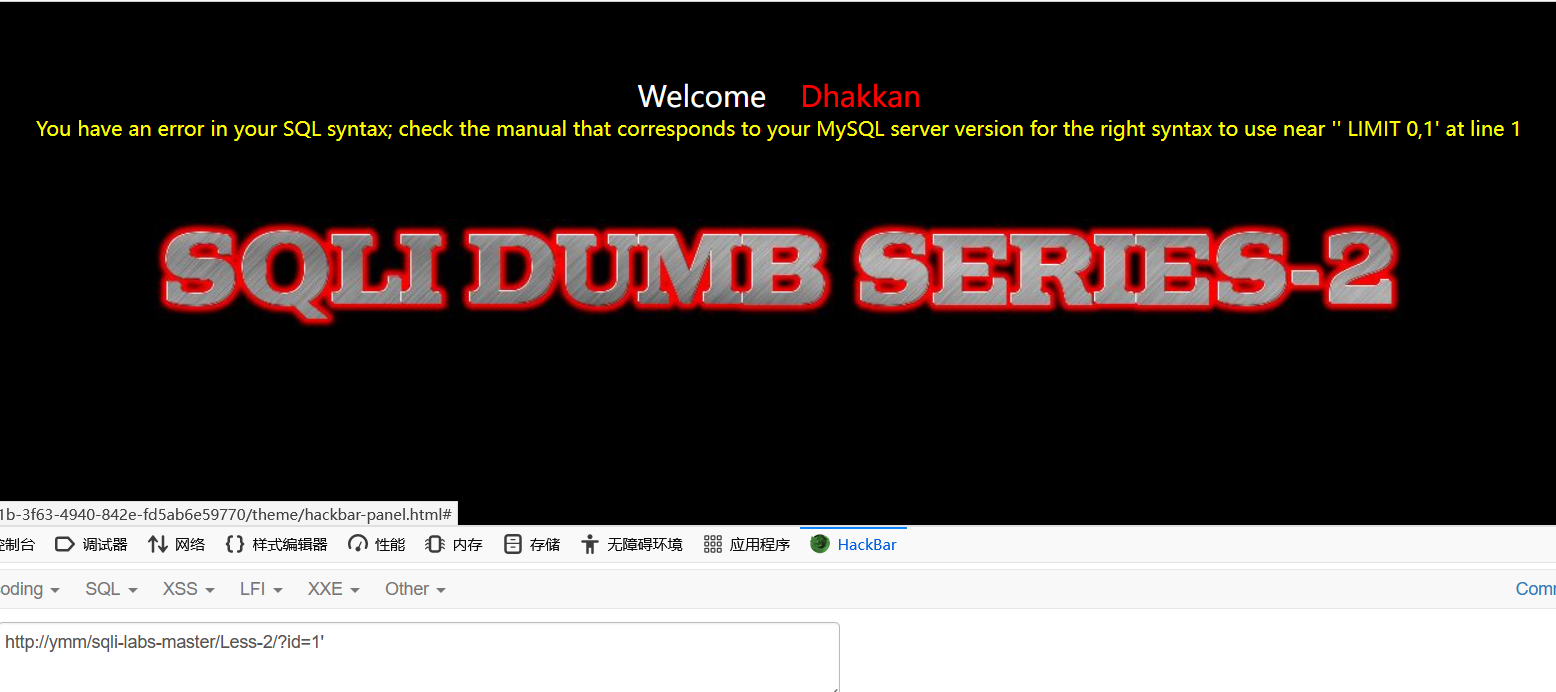 Welcome Dhakkan
You have an error in your SQL syntax; check the manual that corresponds to your MySQL server version for the right syntax to use near '' LIMIT 0,1' at line 1
SQLI DUMB SERIES-2
1b-3f63-4940-842e-fd5ab6e59770/theme/hackbar-panel.html#
控制台 调试器 网络 样式编辑器 性能 内存 存储 无障碍环境 应用程序 HackBar
oding SQL XSS LFI XXE Other Comm
http://ymm/sqli-labs-master/Less-2/?id=1'